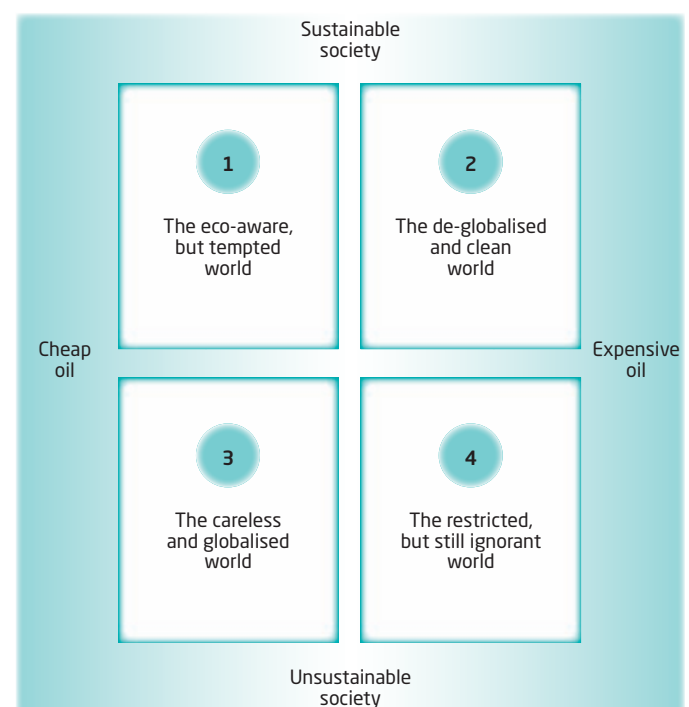 Sustainable
society
1
2
The eco-aware,
but tempted
world
The de-globalised
and clean
world
Cheap
oil
Expensive
oil
3
4
The careless
and globalised
world
The restricted,
but still ignorant
world
Unsustainable
society